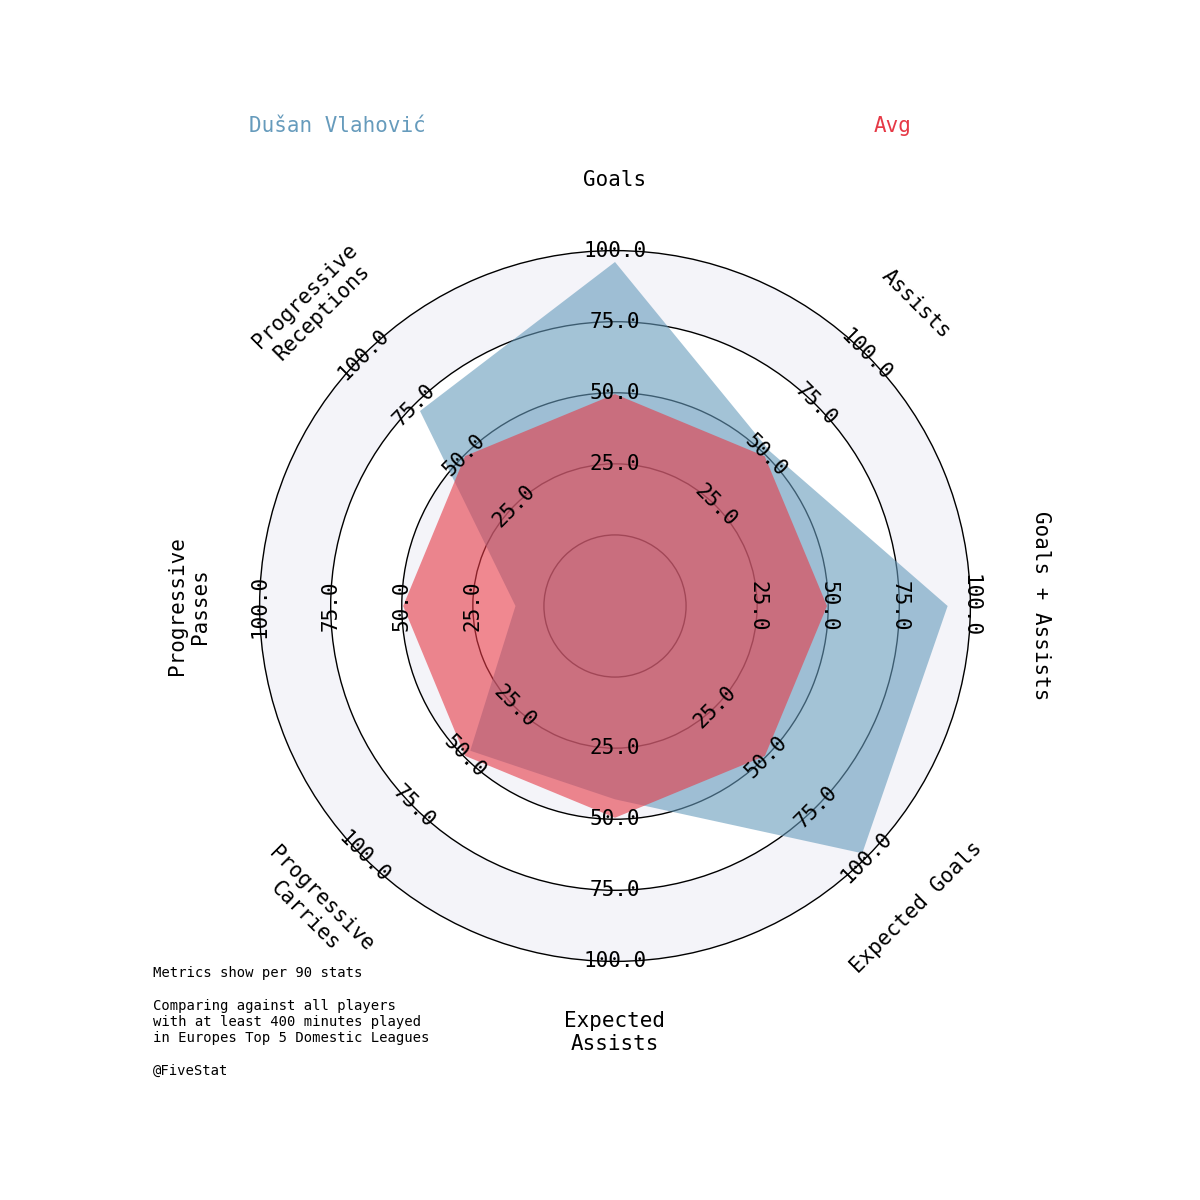 Dušan Vlahović
Avg
Goals
Assists
Goals + Assists
Expected Goals
Expected
Assists
Progressive
Carries
Progressive
Passes
Progressive
Receptions
25.0
50.0
75.0
100.0
25.0
50.0
75.0
100.0
25.0
50.0
75.0
100.0
25.0
50.0
75.0
100.0
25.0
50.0
75.0
100.0
25.0
50.0
75.0
100.0
25.0
50.0
75.0
100.0
25.0
50.0
75.0
100.0
Metrics show per 90 stats
Comparing against all players
with at least 400 minutes played
in Europes Top 5 Domestic Leagues
@FiveStat